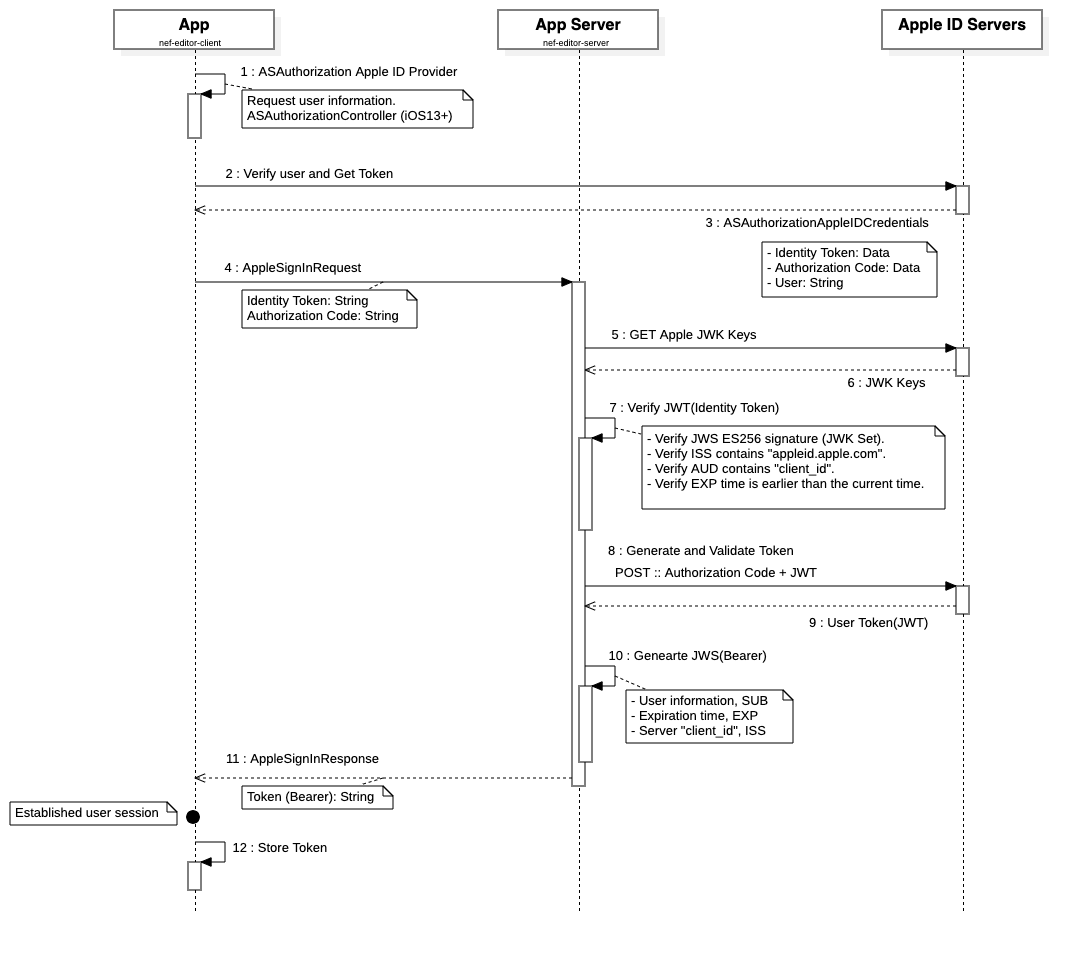 App
nef-editor-client
App Server
nef-editor-server
Apple ID Servers
1 : ASAuthorization Apple ID Provider
Request user information.
ASAuthorizationController (iOS13+)
2 : Verify user and Get Token
3 : ASAuthorizationAppleIDCredentials
- Identity Token: Data
- Authorization Code: Data
- User: String
4 : AppleSignInRequest
Identity Token: String
Authorization Code: String
5 : GET Apple JWK Keys
6 : JWK Keys
7 : Verify JWT(Identity Token)
- Verify JWS ES256 signature (JWK Set).
- Verify ISS contains "appleid.apple.com".
- Verify AUD contains "client_id".
- Verify EXP time is earlier than the current time.
8 : Generate and Validate Token
POST :: Authorization Code + JWT
9 : User Token(JWT)
10 : Genearte JWS(Bearer)
- User information, SUB
- Expiration time, EXP
- Server "client_id", ISS
11 : AppleSignInResponse
Token (Bearer): String
Established user session
12 : Store Token